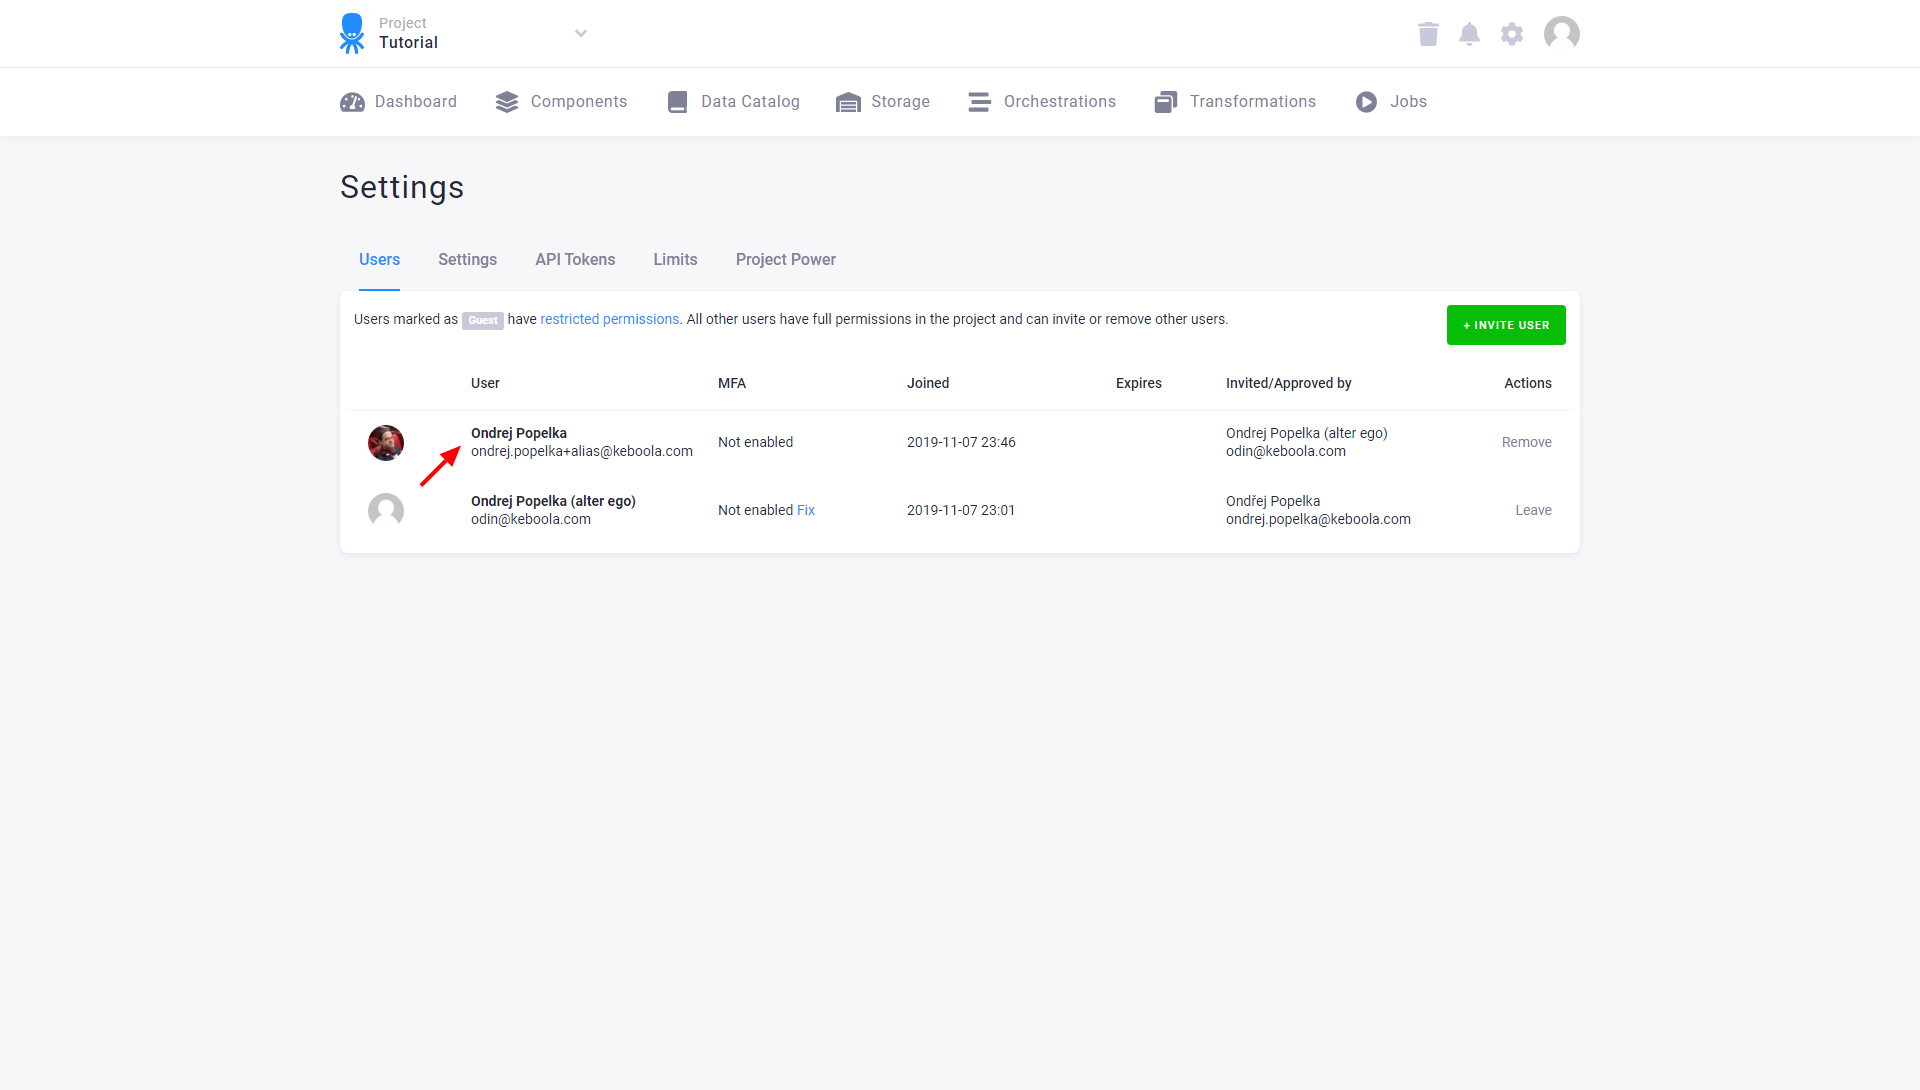 Project
Tutorial
Dashboard Components Data Catalog Storage Orchestrations Transformations Jobs
Settings
Users Settings API Tokens Limits Project Power
Users marked as Guest have restricted permissions. All other users have full permissions in the project and can invite or remove other users.
+ INVITE USER
User MFA Joined Expires Invited/Approved by Actions
Ondrej Popelka
ondrej.popelka+alias@keboola.com
Not enabled
2019-11-07 23:46
Ondrej Popelka (alter ego)
odin@keboola.com
Remove
Ondrej Popelka (alter ego)
odin@keboola.com
Not enabled Fix
2019-11-07 23:01
Ondřej Popelka
ondrej.popelka@keboola.com
Leave